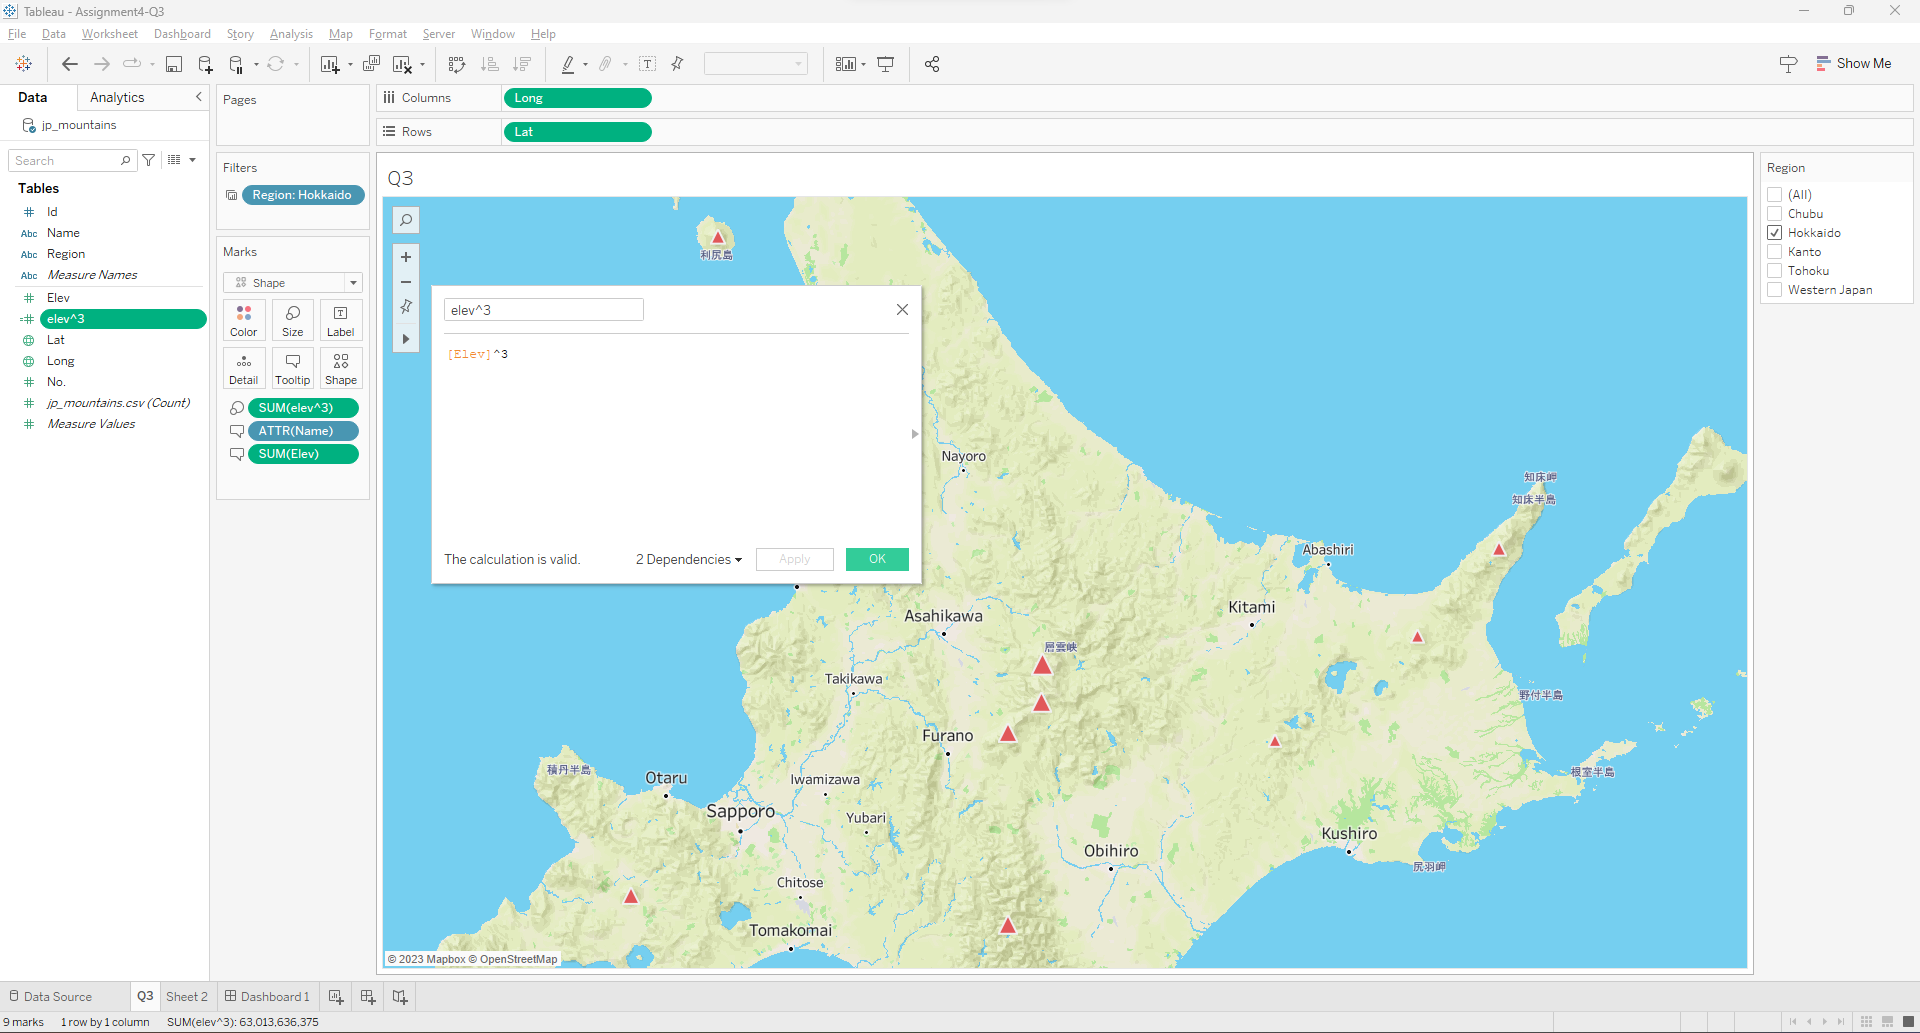 Tableau - Assignment4-Q3
File Data Worksheet Dashboard Story Analysis Map Format Server Window Help
Show Me
Data Analytics
jp_mountains
Search
Tables
Id
Abc Name
Abc Region
Abc Measure Names
Elev
elev^3
Lat
Long
No.
jp_mountains.csv (Count)
Measure Values
Pages
Filters
Region: Hokkaido
Marks
Shape
Color Size Label
Detail Tooltip Shape
SUM(elev^3)
ATTR(Name)
SUM(Elev)
Columns Long
Rows Lat
Q3
elev^3
[Elev]^3
The calculation is valid. 2 Dependencies Apply OK
利尻島
Nayoro
知床岬
知床半島
Abashiri
Asahikawa
Kitami
層雲峡
Takikawa
野付半島
Furano
積丹半島
Otaru
Iwamizawa
根室半島
Sapporo
Yubari
Kushiro
Obihiro
尻羽岬
Chitose
Tomakomai
© 2023 Mapbox © OpenStreetMap
Region
(All)
Chubu
Hokkaido
Kanto
Tohoku
Western Japan
Data Source Q3 Sheet 2 Dashboard 1
9 marks 1 row by 1 column SUM(elev^3): 63,013,636,375